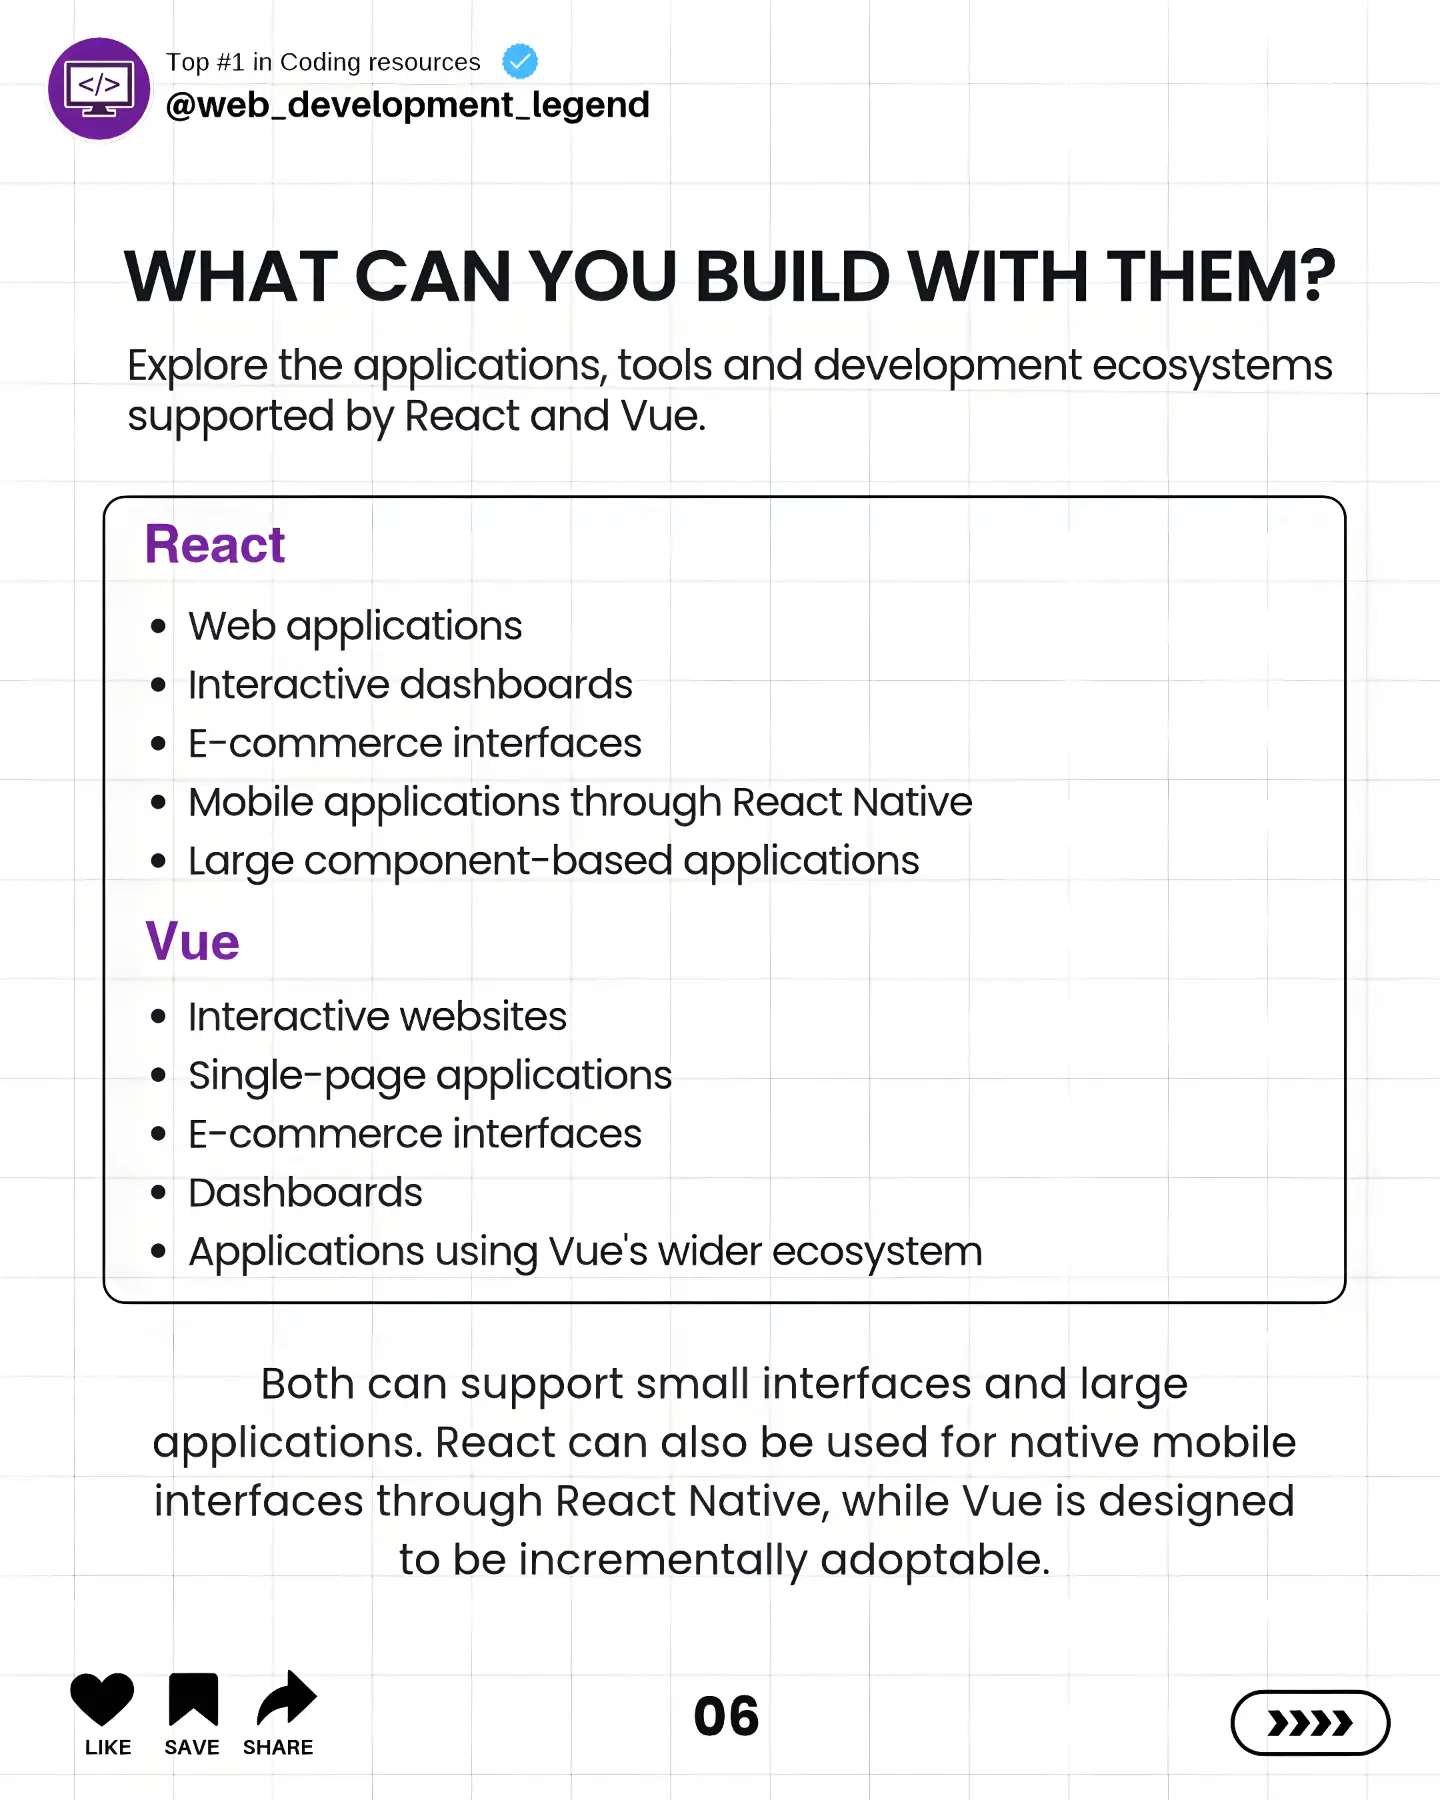 </>
Top #1 in Coding resources
@web_development_legend
WHAT CAN YOU BUILD WITH THEM?
Explore the applications, tools and development ecosystems
supported by React and Vue.
React
• Web applications
• Interactive dashboards
• E-commerce interfaces
• Mobile applications through React Native
• Large component-based applications
Vue
• Interactive websites
• Single-page applications
• E-commerce interfaces
• Dashboards
• Applications using Vue's wider ecosystem
Both can support small interfaces and large
applications. React can also be used for native mobile
interfaces through React Native, while Vue is designed
to be incrementally adoptable.
LIKE SAVE SHARE
06